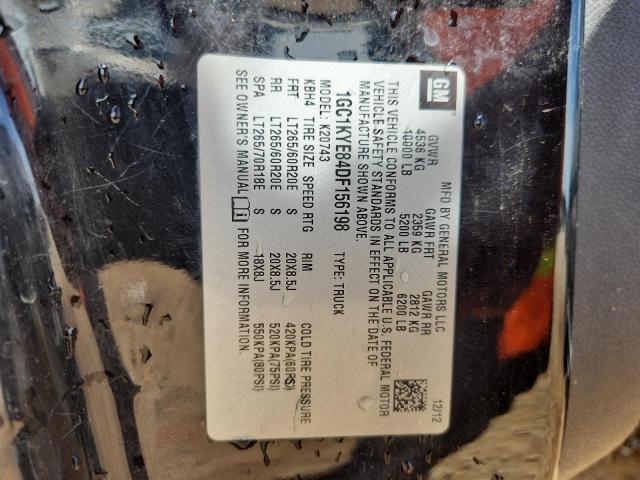 GM
MFD BY GENERAL MOTORS LLC 12/12
GVWR GAWR FRT GAWR RR
4536 KG 2359 KG 2812 KG
LB 5200 LB 6200 LB
THIS VEHICLE CONFORMS TO ALL APPLICABLE U.S. FEDERAL MOTOR
VEHICLE SAFETY STANDARDS IN EFFECT ON THE DATE OF
MANUFACTURE SHOWN ABOVE.
1GC1KYE84DF156198 TYPE: TRUCK
MODEL: K20743
KBH4 TIRE SIZE SPEED RTG RIM COLD TIRE PRESSURE
FRT LT265/60R20E S 20X8.5J 420KPA(60PSI)
RR LT265/60R20E S 20X8.5J 520KPA(75PSI)
SPA LT265/70R18E S 18X8J 550KPA(80PSI)
SEE OWNER'S MANUAL FOR MORE INFORMATION.